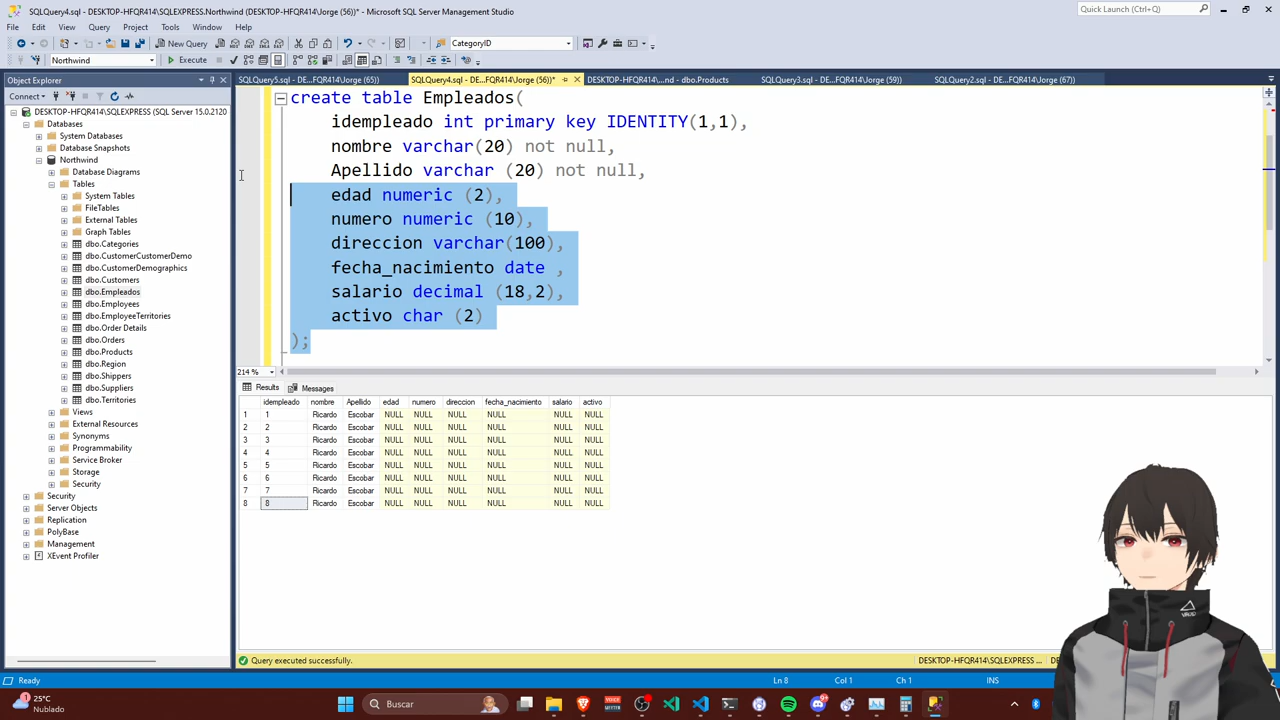 SQLQuery4.sql - DESKTOP-HFQR414\SQLEXPRESS.Northwind (DESKTOP-HFQR414\Jorge (56))* - Microsoft SQL Server Management Studio
Quick Launch (Ctrl+Q)
File Edit View Query Project Tools Window Help
New Query
CategoryID
Northwind
Execute
Object Explorer
SQLQuery5.sql - DE...FQR414\Jorge (65))
SQLQuery4.sql - DE...FQR414\Jorge (56))*
DESKTOP-HFQR414\...nd - dbo.Products
SQLQuery3.sql - DE...FQR414\Jorge (59))
SQLQuery2.sql - DE...FQR414\Jorge (67))
Connect
DESKTOP-HFQR414\SQLEXPRESS (SQL Server 15.0.2120
Databases
System Databases
Database Snapshots
Northwind
Database Diagrams
Tables
System Tables
FileTables
External Tables
Graph Tables
dbo.Categories
dbo.CustomerCustomerDemo
dbo.CustomerDemographics
dbo.Customers
dbo.Empleados
dbo.Employees
dbo.EmployeeTerritories
dbo.Order Details
dbo.Orders
dbo.Products
dbo.Region
dbo.Shippers
dbo.Suppliers
dbo.Territories
Views
External Resources
Synonyms
Programmability
Service Broker
Storage
Security
Security
Server Objects
Replication
PolyBase
Management
XEvent Profiler
create table Empleados(
idempleado int primary key IDENTITY(1,1),
nombre varchar(20) not null,
Apellido varchar (20) not null,
edad numeric (2),
numero numeric (10),
direccion varchar(100),
fecha_nacimiento date ,
salario decimal (18,2),
activo char (2)
);
214 %
Results Messages
idempleado nombre Apellido edad numero direccion fecha_nacimiento salario activo
1 1 Ricardo Escobar NULL NULL NULL NULL NULL NULL
2 2 Ricardo Escobar NULL NULL NULL NULL NULL NULL
3 3 Ricardo Escobar NULL NULL NULL NULL NULL NULL
4 4 Ricardo Escobar NULL NULL NULL NULL NULL NULL
5 5 Ricardo Escobar NULL NULL NULL NULL NULL NULL
6 6 Ricardo Escobar NULL NULL NULL NULL NULL NULL
7 7 Ricardo Escobar NULL NULL NULL NULL NULL NULL
8 8 Ricardo Escobar NULL NULL NULL NULL NULL NULL
Query executed successfully.
DESKTOP-HFQR414\SQLEXPRESS ...
Ready
Ln 8 Col 1 Ch 1 INS
25°C
Nublado
Buscar